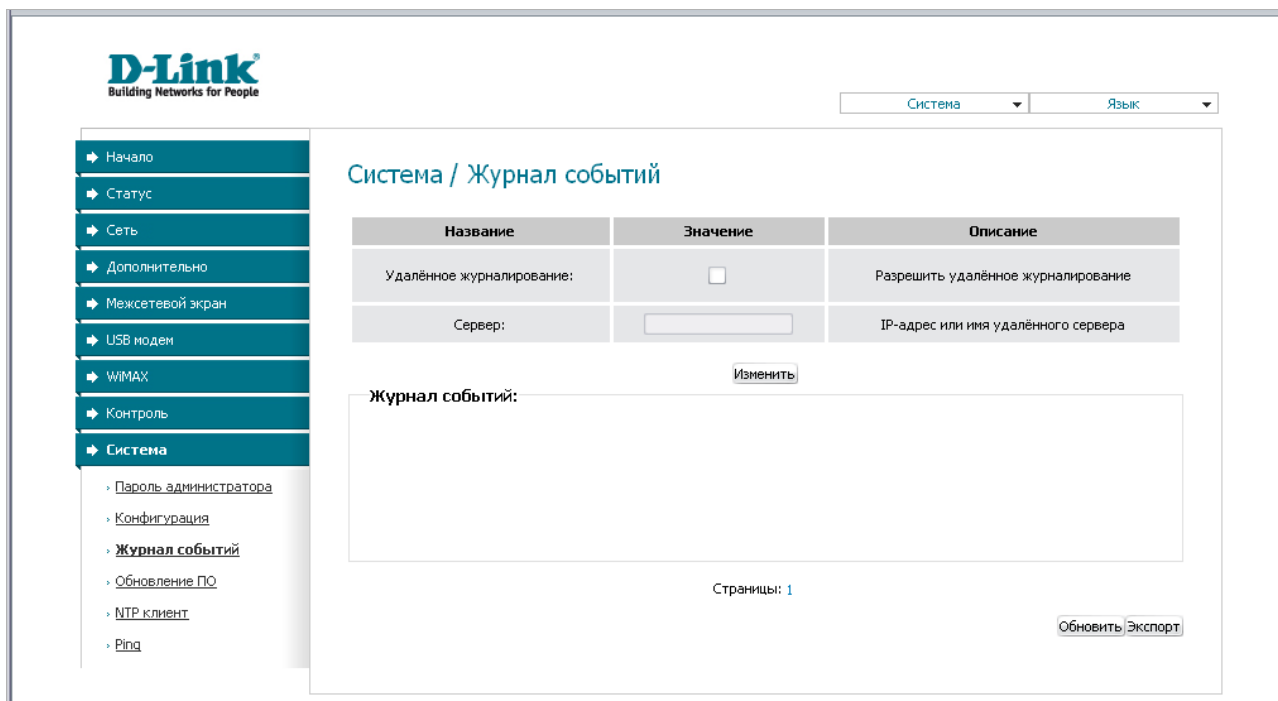 D-Link
Building Networks for People
Система
Язык
Начало
Статус
Сеть
Дополнительно
Межсетевой экран
USB модем
WiMAX
Контроль
Система
Пароль администратора
Конфигурация
Журнал событий
Обновление ПО
NTP клиент
Ping
Система / Журнал событий
Название Значение Описание
Удалённое журналирование: Разрешить удалённое журналирование
Сервер: IP-адрес или имя удалённого сервера
Изменить
Журнал событий:
Страницы: 1
Обновить Экспорт